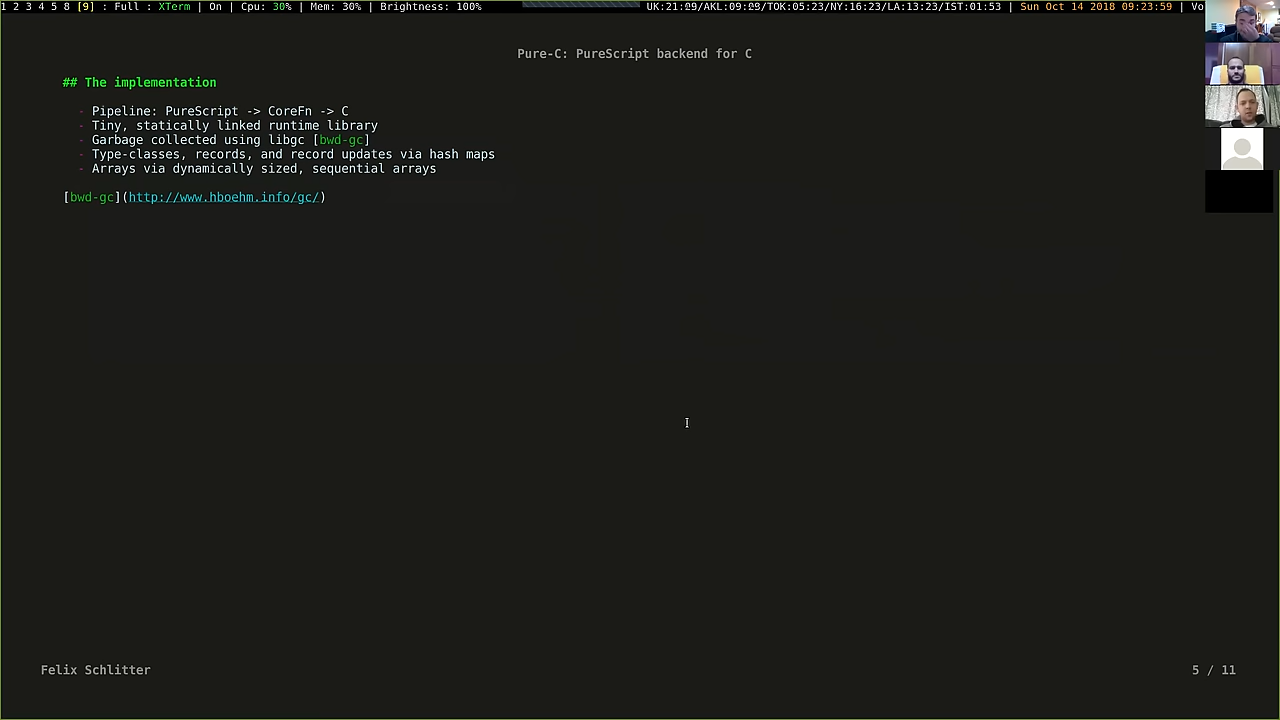 1 2 3 4 5 8 [9] : Full : XTerm | On | Cpu: 30% | Mem: 30% | Brightness: 100%
UK:21:23/AKL:09:23/TOK:05:23/NY:16:23/LA:13:23/IST:01:53 | Sun Oct 14 2018 09:23:59 | Vo
Pure-C: PureScript backend for C
## The implementation
- Pipeline: PureScript -> CoreFn -> C
- Tiny, statically linked runtime library
- Garbage collected using libgc [bwd-gc]
- Type-classes, records, and record updates via hash maps
- Arrays via dynamically sized, sequential arrays
[bwd-gc](http://www.hboehm.info/gc/)
Felix Schlitter
5 / 11